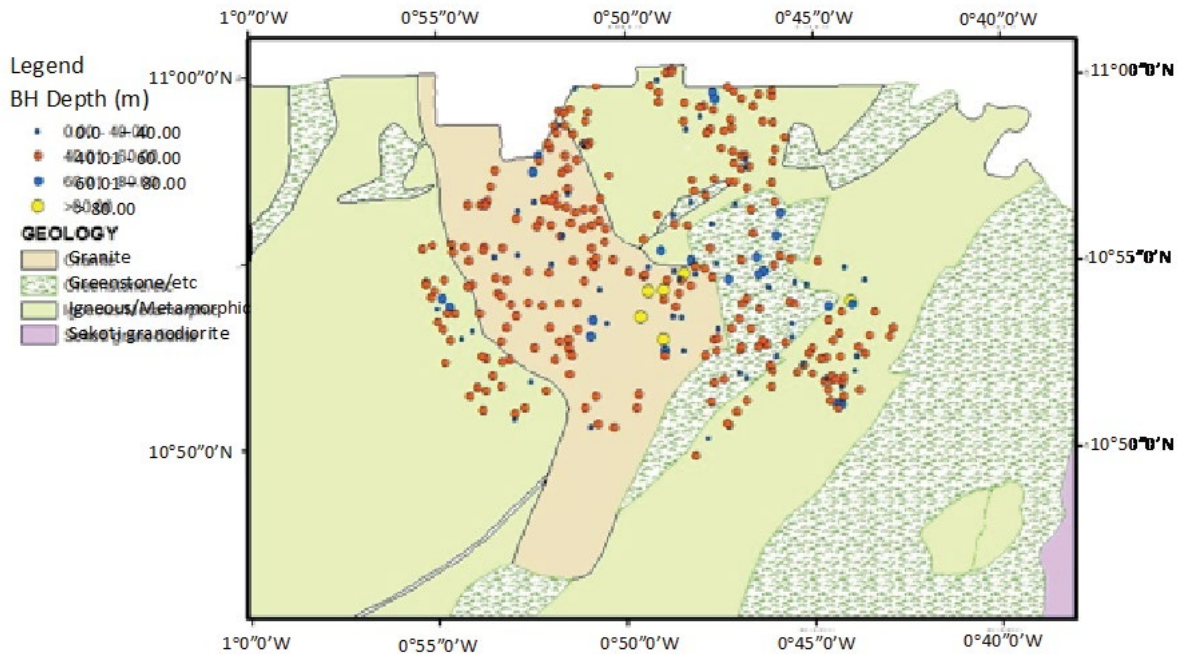 1°0″0′W 0°55″0′W 0°50″0′W 0°45″0′W 0°40″0′W
Legend
BH Depth (m)
0.0 – 40.00
40.01 – 60.00
60.01 – 80.00
> 80.00
GEOLOGY
Granite
Greenstone/etc
Igneous/Metamorphic
Sekoti granodiorite
11°00″0′N
10°50″0′N
11°00″0′N
10°55″0′N
10°50″0′N
1°0″0′W 0°55″0′W 0°50″0′W 0°45″0′W 0°40″0′W